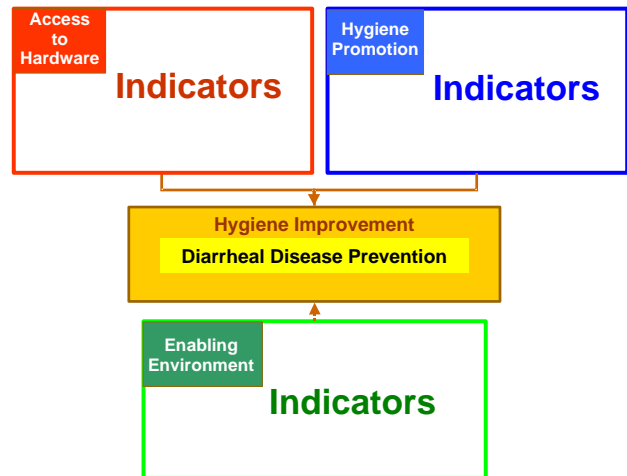 Access
to
Hardware
Indicators
Hygiene
Promotion
Indicators
Hygiene Improvement
Diarrheal Disease Prevention
Enabling
Environment
Indicators